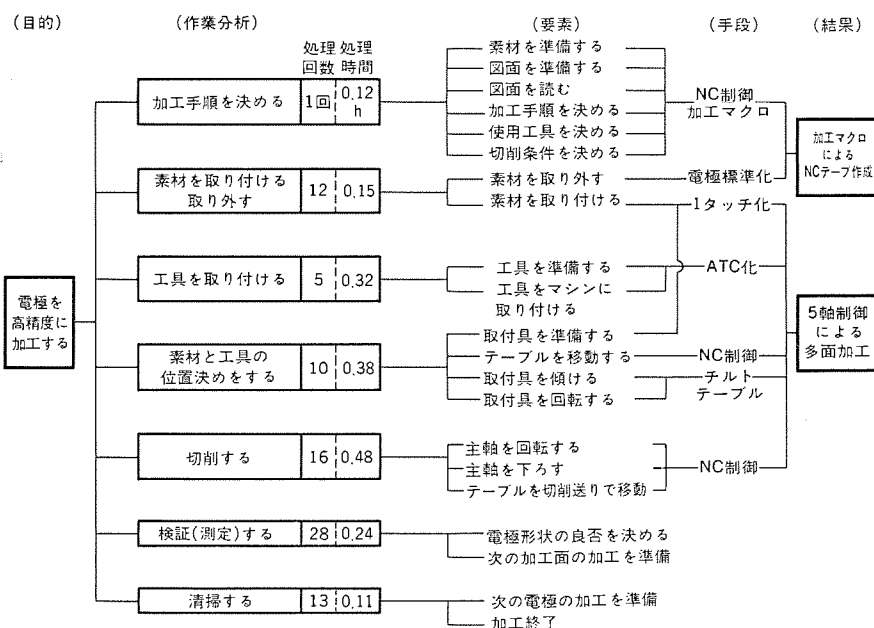 (目的)
(作業分析)
(要素)
(手段)
(結果)
処理 処理
回数 時間
電極を
高精度に
加工する
加工手順を決める 1回 0.12
h
素材を準備する
図面を準備する
図面を読む
加工手順を決める
使用工具を決める
切削条件を決める
NC制御
加工マクロ
加工マクロ
による
NCテープ作成
素材を取り付ける
取り外す
12 0.15
素材を取り外す
素材を取り付ける
電極標準化
1タッチ化
工具を取り付ける 5 0.32
工具を準備する
工具をマシンに
取り付ける
ATC化
素材と工具の
位置決めをする
10 0.38
取付具を準備する
テーブルを移動する
取付具を傾ける
取付具を回転する
NC制御
チルト
テーブル
5軸制御
による
多面加工
切削する 16 0.48
主軸を回転する
主軸を下ろす
テーブルを切削送りで移動
NC制御
検証(測定)する 28 0.24
電極形状の良否を決める
次の加工面の加工を準備
清掃する 13 0.11
次の電極の加工を準備
加工終了